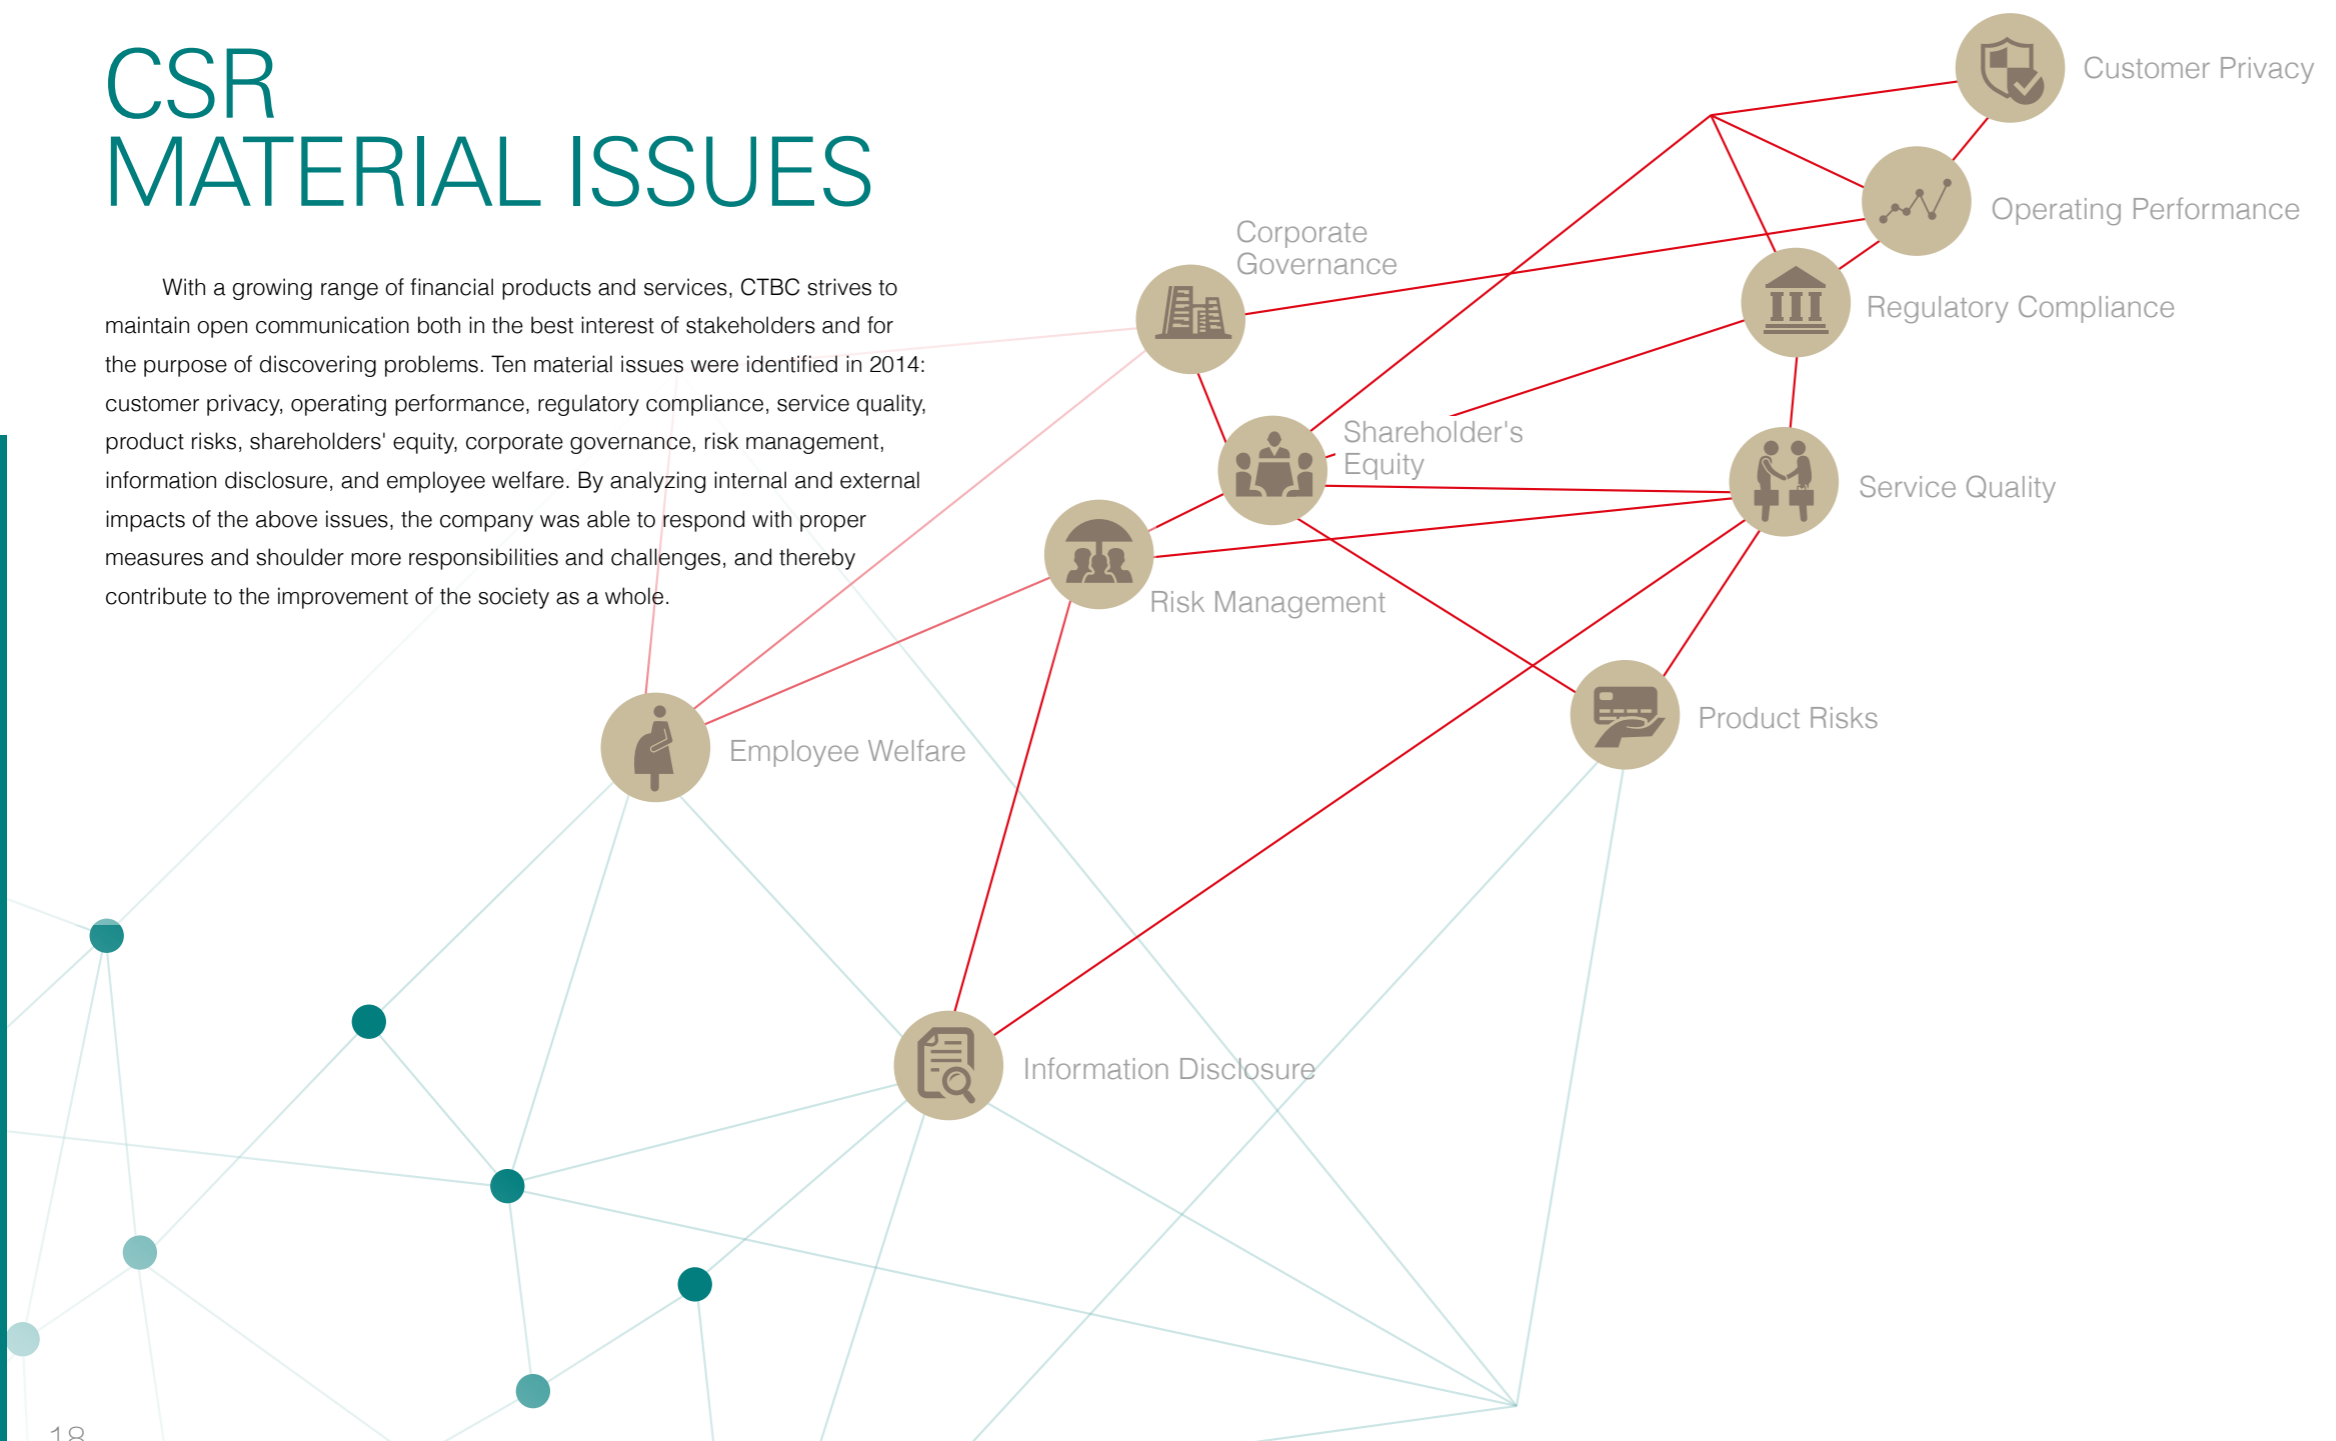 CSR
MATERIAL ISSUES
With a growing range of financial products and services, CTBC strives to
maintain open communication both in the best interest of stakeholders and for
the purpose of discovering problems. Ten material issues were identified in 2014:
customer privacy, operating performance, regulatory compliance, service quality,
product risks, shareholders' equity, corporate governance, risk management,
information disclosure, and employee welfare. By analyzing internal and external
impacts of the above issues, the company was able to respond with proper
measures and shoulder more responsibilities and challenges, and thereby
contribute to the improvement of the society as a whole.
Customer Privacy
Operating Performance
Corporate
Governance
Regulatory Compliance
Shareholder's
Equity
Service Quality
Risk Management
Product Risks
Employee Welfare
Information Disclosure
18